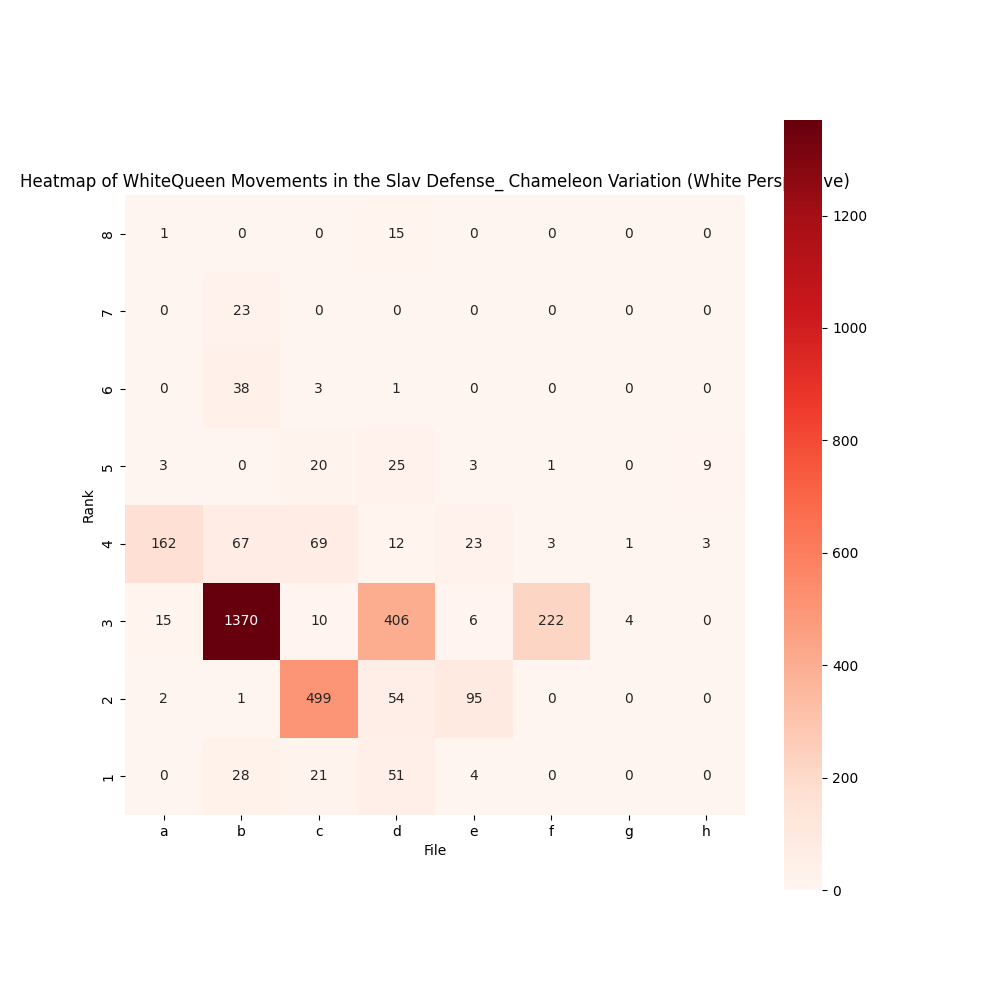 Heatmap of WhiteQueen Movements in the Slav Defense_ Chameleon Variation (White Pers ve)
8 1 0 0 15 0 0 0 0
7 0 23 0 0 0 0 0 0
6 0 38 3 1 0 0 0 0
5 3 0 20 25 3 1 0 9
4 162 67 69 12 23 3 1 3
3 15 1370 10 406 6 222 4 0
2 2 1 499 54 95 0 0 0
1 0 28 21 51 4 0 0 0
a b c d e f g h
Rank
File
1200
1000
800
600
400
200
0